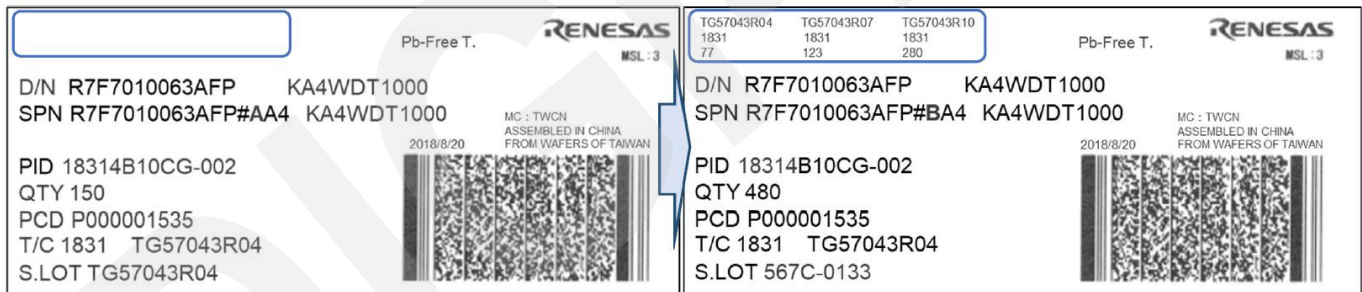 Pb-Free T.
RENESAS
MSL : 3
D/N R7F7010063AFP KA4WDT1000
SPN R7F7010063AFP#AA4 KA4WDT1000
MC : TWCN
ASSEMBLED IN CHINA
2018/8/20 FROM WAFERS OF TAIWAN
PID 18314B10CG-002
QTY 150
PCD P000001535
T/C 1831 TG57043R04
S.LOT TG57043R04
TG57043R04 TG57043R07 TG57043R10
1831 1831 1831
77 123 280
Pb-Free T.
RENESAS
MSL : 3
D/N R7F7010063AFP KA4WDT1000
SPN R7F7010063AFP#BA4 KA4WDT1000
MC : TWCN
ASSEMBLED IN CHINA
2018/8/20 FROM WAFERS OF TAIWAN
PID 18314B10CG-002
QTY 480
PCD P000001535
T/C 1831 TG57043R04
S.LOT 567C-0133